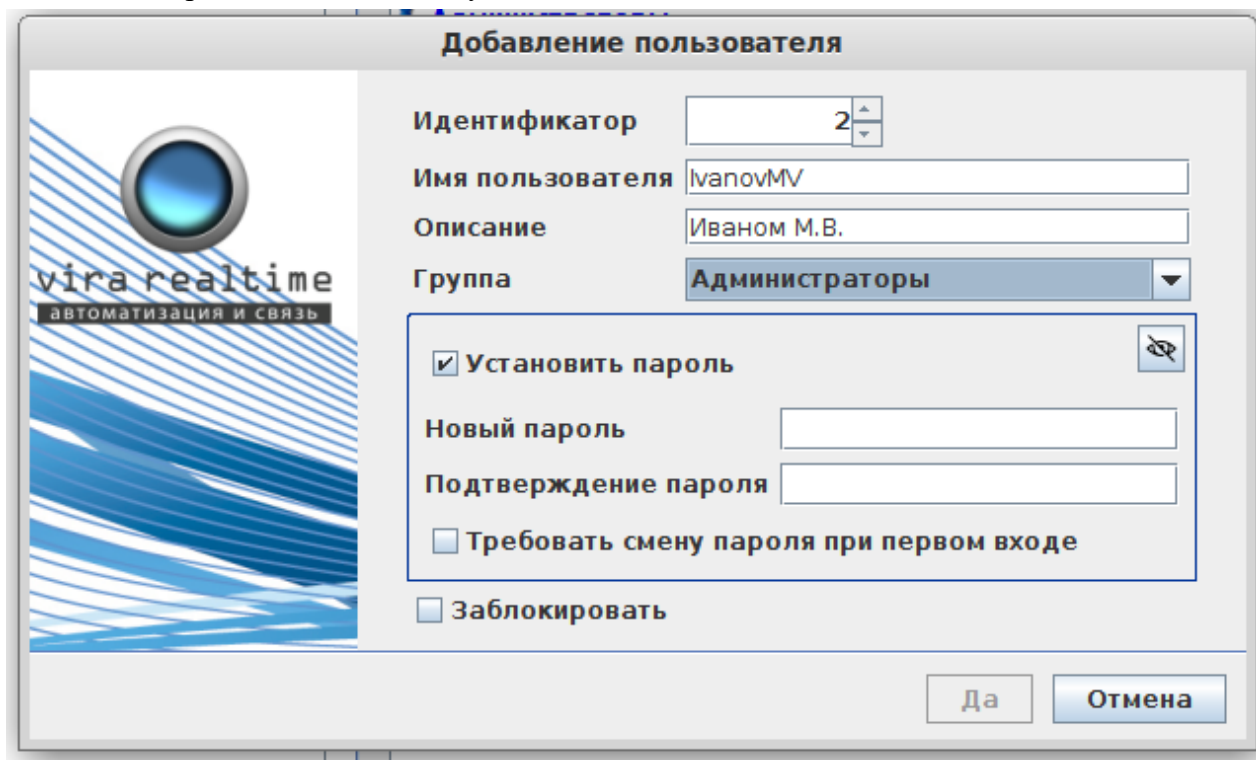 Добавление пользователя
Идентификатор 2
Имя пользователя IvanovMV
Описание Иваном М.В.
Группа Администраторы
vira realtime
автоматизация и связь
Установить пароль
Новый пароль
Подтверждение пароля
Требовать смену пароля при первом входе
Заблокировать
Да Отмена